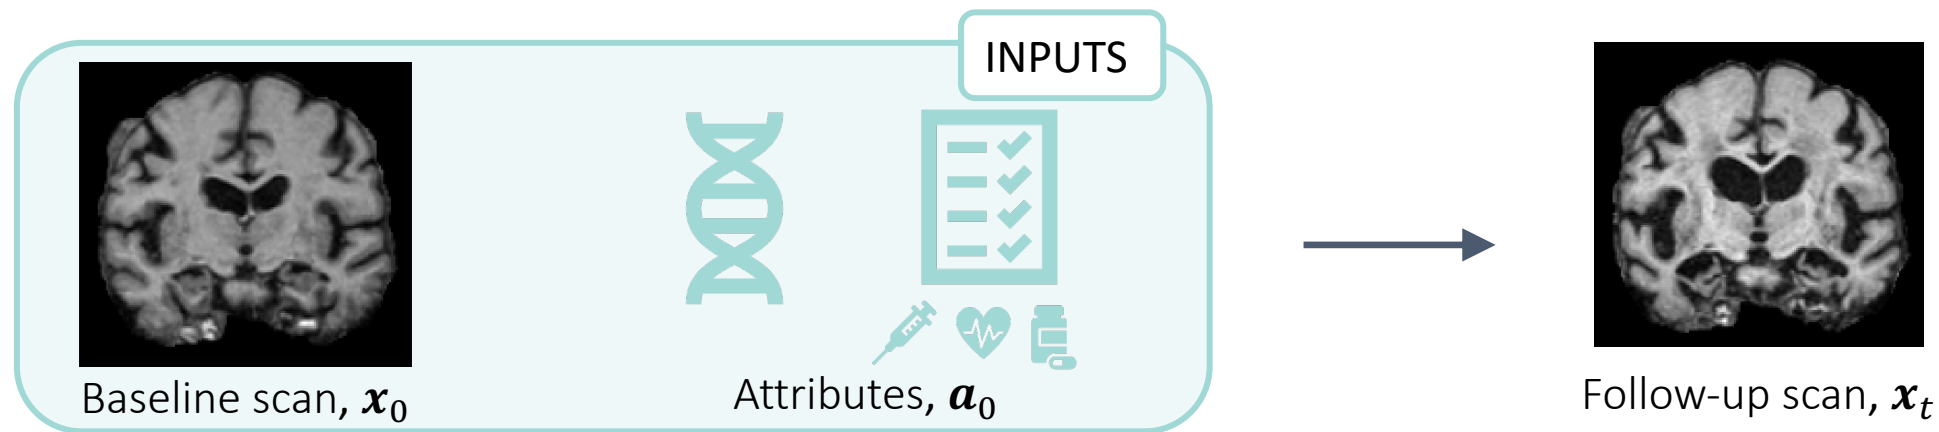 INPUTS
Baseline scan, x₀
Attributes, a₀
Follow-up scan, xₜ